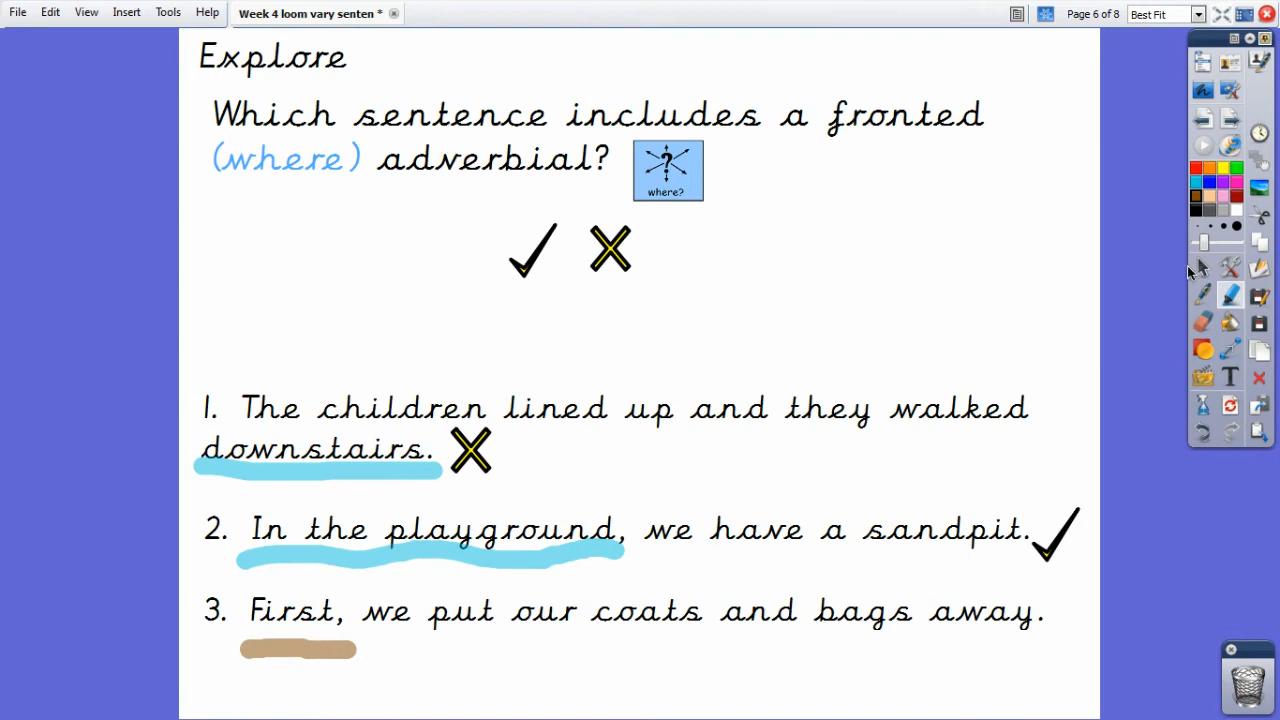 File Edit View Insert Tools Help Week 4 loom vary senten * Page 6 of 8 Best Fit
Explore
Which sentence includes a fronted
(where) adverbial?
?
where?
1. The children lined up and they walked
downstairs.
2. In the playground, we have a sandpit.
3. First, we put our coats and bags away.